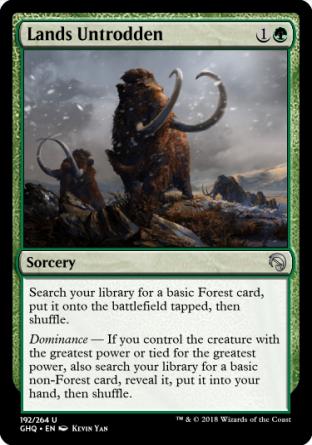 Lands Untrodden 1
Sorcery
Search your library for a basic Forest card,
put it onto the battlefield tapped, then
shuffle.
Dominance — If you control the creature with
the greatest power or tied for the greatest
power, also search your library for a basic
non-Forest card, reveal it, put it into your
hand, then shuffle.
192/264 U
GHQ • EN KEVIN YAN
™ & © 2018 Wizards of the Coast